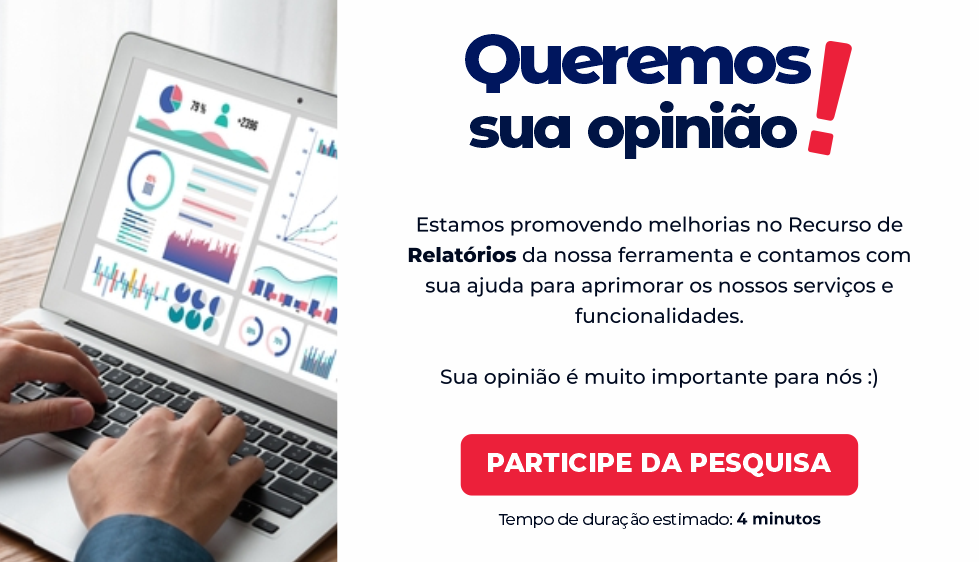 79 %
+2396
Queremos!
sua opinião
Estamos promovendo melhorias no Recurso de
Relatórios da nossa ferramenta e contamos com
sua ajuda para aprimorar os nossos serviços e
funcionalidades.
Sua opinião é muito importante para nós :)
PARTICIPE DA PESQUISA
Tempo de duração estimado: 4 minutos